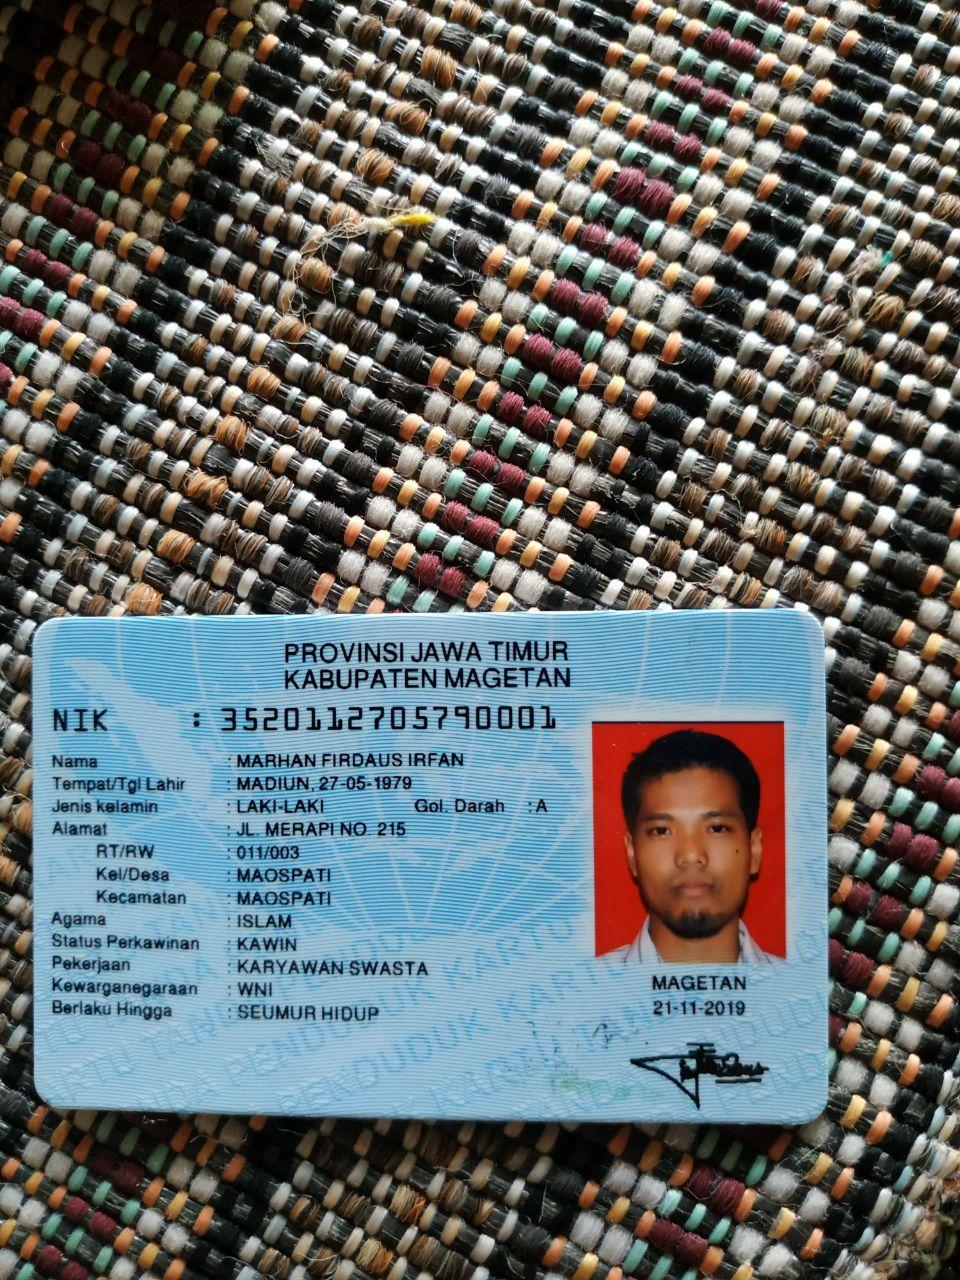 PROVINSI JAWA TIMUR
KABUPATEN MAGETAN
NIK : 3520112705790001
Nama : MARHAN FIRDAUS IRFAN
Tempat/Tgl Lahir : MADIUN, 27-05-1979
Jenis kelamin : LAKI-LAKI Gol. Darah : A
Alamat : JL. MERAPI NO. 215
RT/RW : 011/003
Kel/Desa : MAOSPATI
Kecamatan : MAOSPATI
Agama : ISLAM
Status Perkawinan : KAWIN
Pekerjaan : KARYAWAN SWASTA
Kewarganegaraan : WNI
Berlaku Hingga : SEUMUR HIDUP
MAGETAN
21-11-2019